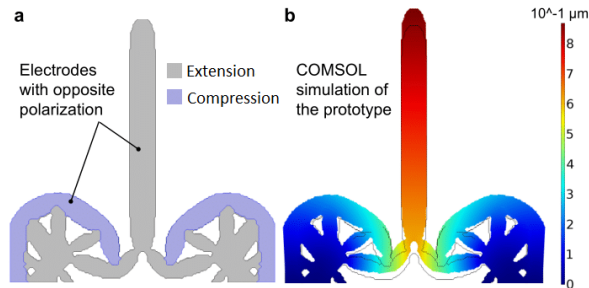 a
Electrodes
with opposite
polarization
Extension
Compression
b
COMSOL
simulation of
the prototype
10^-1 µm
8
7
6
5
4
3
2
1
0